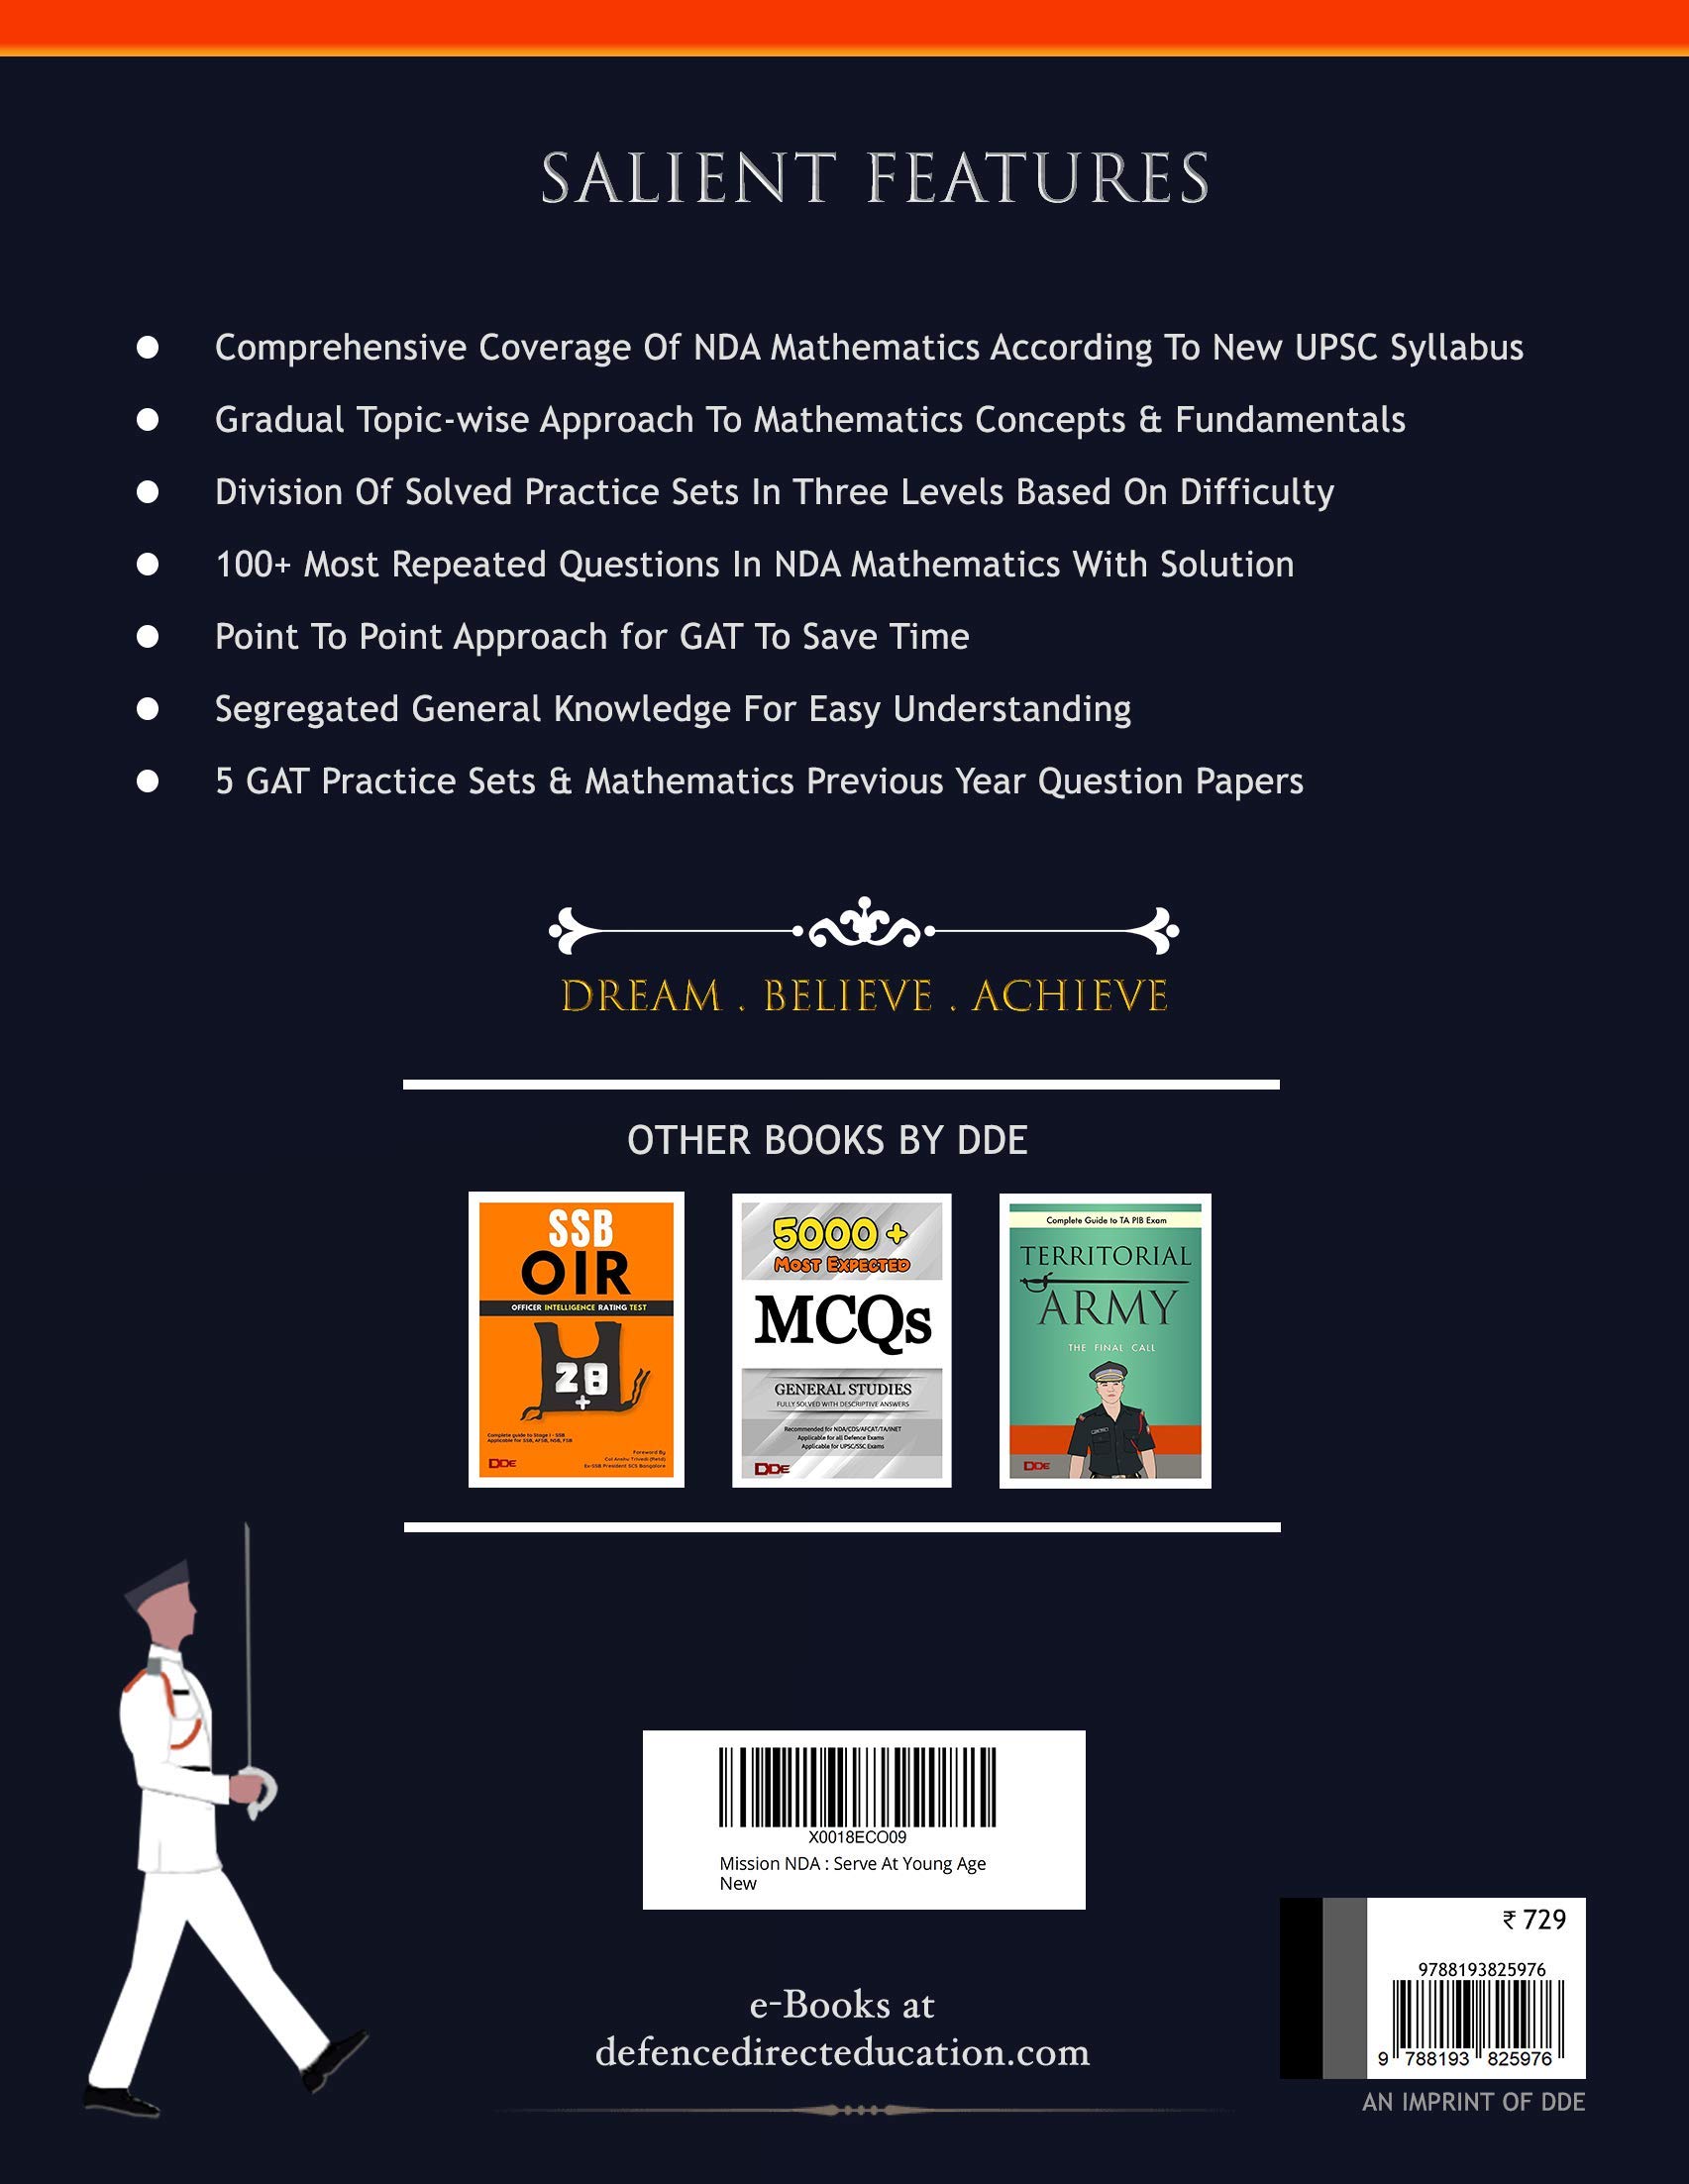 SALIENT FEATURES
Comprehensive Coverage Of NDA Mathematics According To New UPSC Syllabus
Gradual Topic-wise Approach To Mathematics Concepts & Fundamentals
Division Of Solved Practice Sets In Three Levels Based On Difficulty
100+ Most Repeated Questions In NDA Mathematics With Solution
Point To Point Approach for GAT To Save Time
Segregated General Knowledge For Easy Understanding
5 GAT Practice Sets & Mathematics Previous Year Question Papers
DREAM . BELIEVE . ACHIEVE
OTHER BOOKS BY DDE
SSB
OIR
OFFICER INTELLIGENCE RATING TEST
28
+
Complete guide to Stage I - SSB
Applicable for SSB, AFSB, NSB, FSB
Foreword By
Col Anshu Trivedi (Retd)
Ex-SSB President SCS Bangalore
DDE
5000 +
MOST EXPECTED
MCQs
GENERAL STUDIES
FULLY SOLVED WITH DESCRIPTIVE ANSWERS
Recommended for NDA/CDS/AFCAT/TA/INET
Applicable for all Defence Exams
Applicable for UPSC/SSC Exams
DDE
Complete Guide to TA PIB Exam
TERRITORIAL
ARMY
THE FINAL CALL
DDE
X0018ECO09
Mission NDA : Serve At Young Age
New
e-Books at
defencedirecteducation.com
₹ 729
9788193825976
9 788193 825976
AN IMPRINT OF DDE